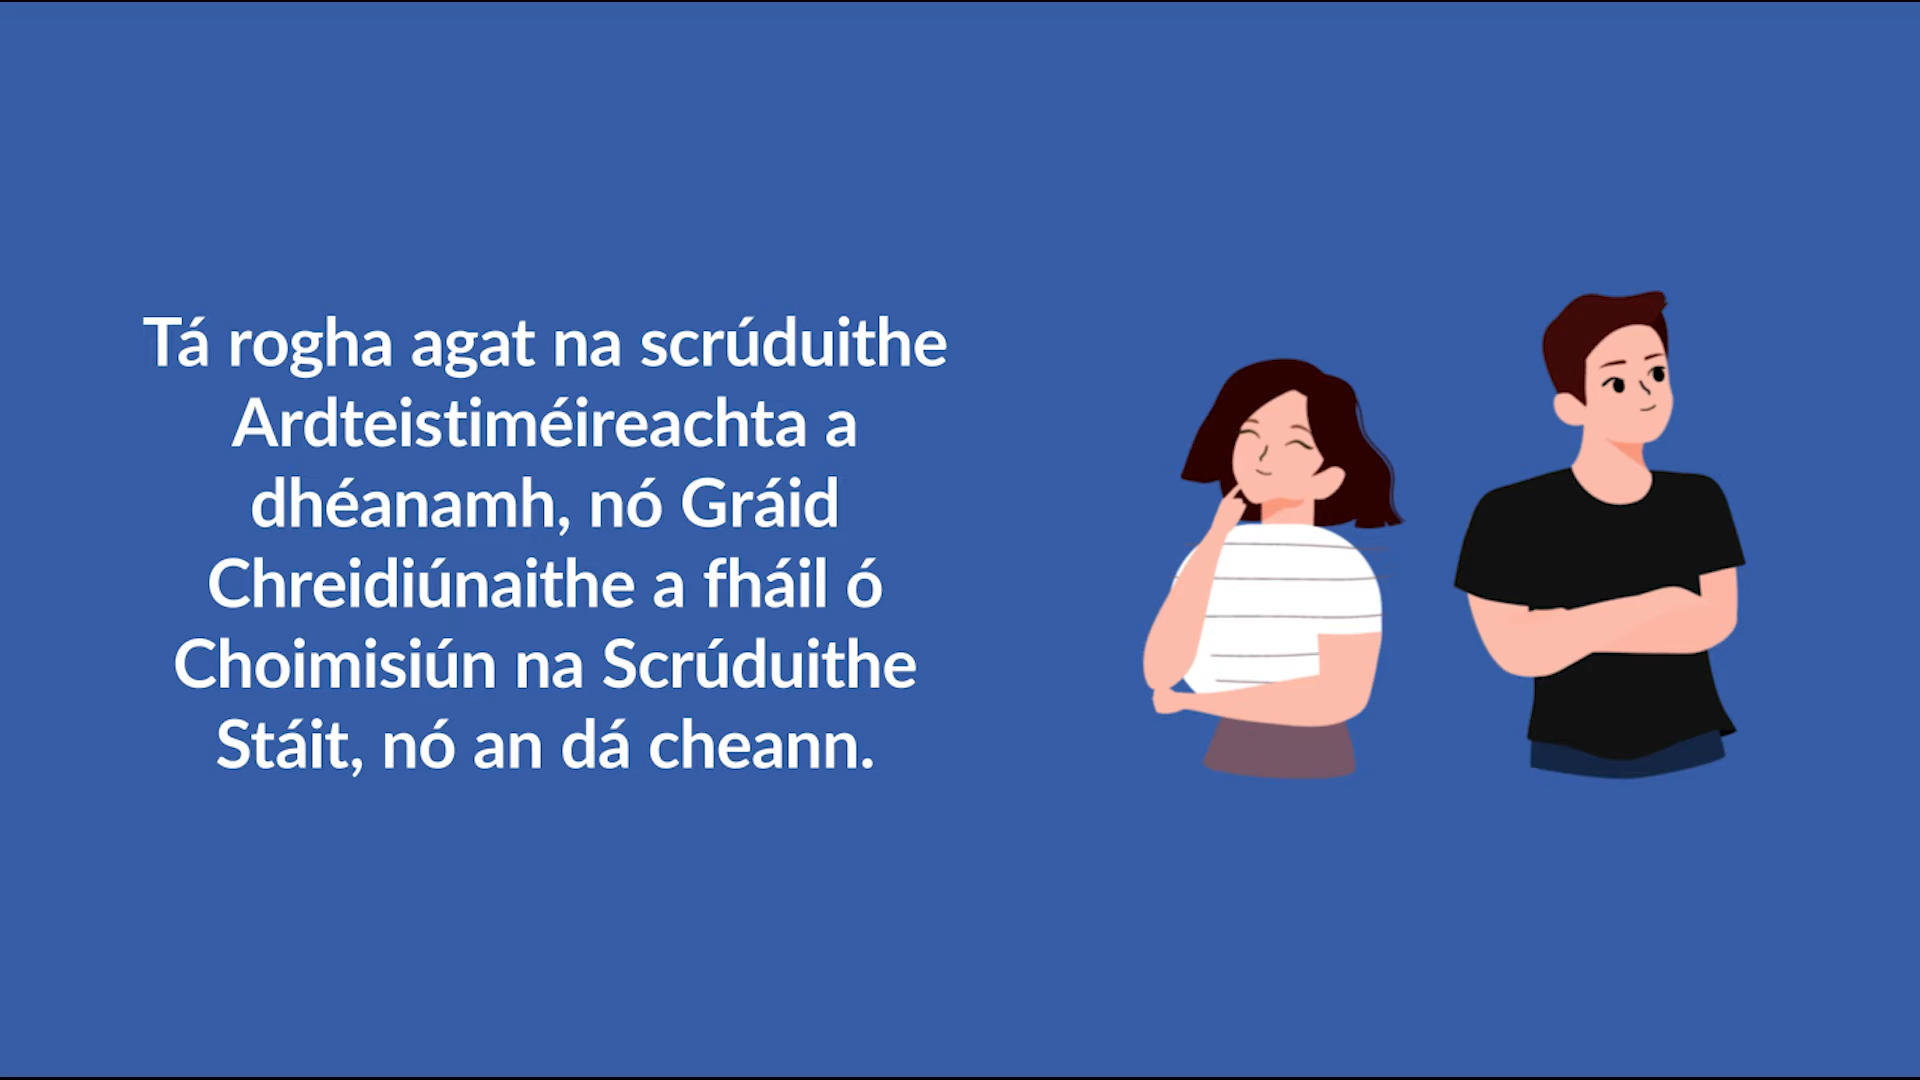 Tá rogha agat na scrúduithe
Ardteistiméireachta a
dhéanamh, nó Gráid
Chreidiúnaithe a fháil ó
Choimisiún na Scrúduithe
Stáit, nó an dá cheann.